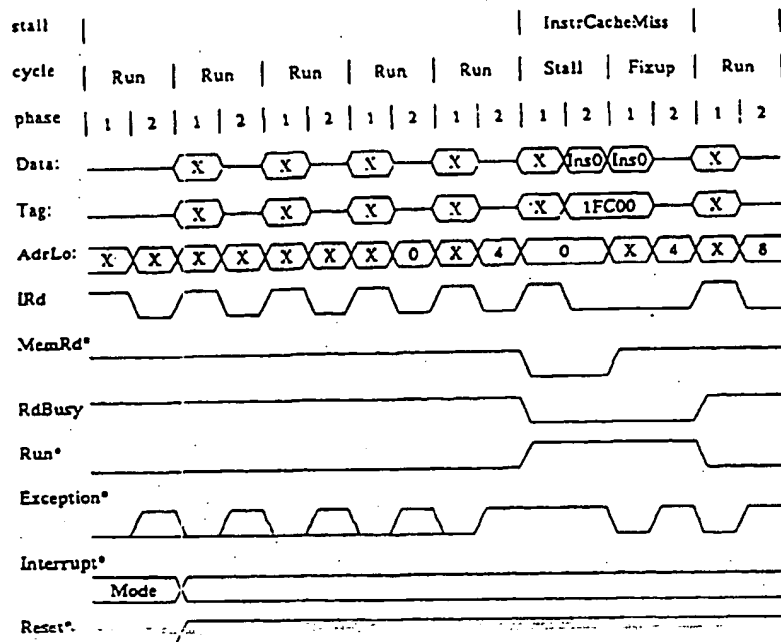 stall | | InstrCacheMiss |
cycle | Run | Run | Run | Run | Run | Stall | Fixup | Run
phase | 1 | 2 | 1 | 2 | 1 | 2 | 1 | 2 | 1 | 2 | 1 | 2 | 1 | 2 | 1 | 2
Data: X X X X X Ins0 Ins0 X
Tag: X X X X X 1FC00 X
AdrLo: X X X X X X X 0 X 4 0 X 4 X 8
IRd
MemRd*
RdBusy
Run*
Exception*
Interrupt*
Mode
Reset*